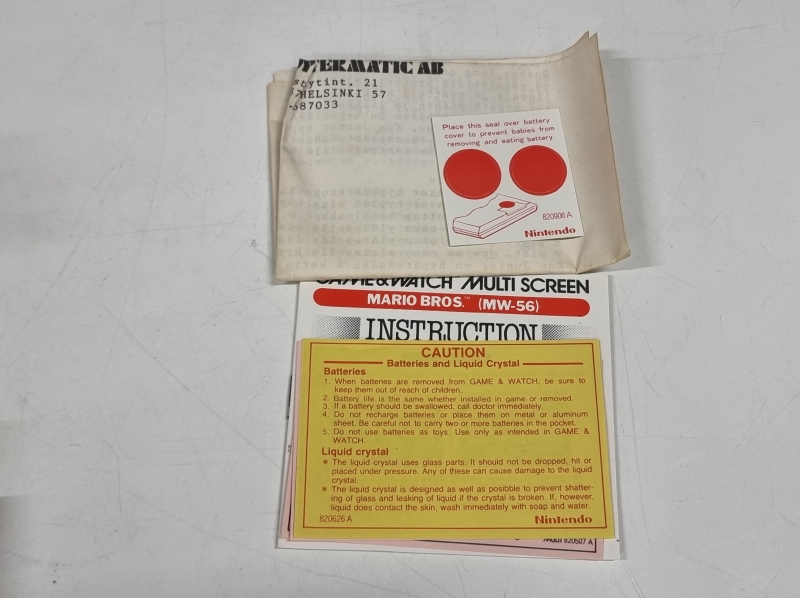 TERMATIC AB
bytint. 21
HELSINKI 57
587033
Place this seal over battery
cover to prevent babies from
removing and eating battery.
820906 A
Nintendo
GAME & WATCH MULTI SCREEN
MARIO BROS.™ (MW-56)
INSTRUCTION
CAUTION
Batteries and Liquid Crystal
Batteries
1. When batteries are removed from GAME & WATCH, be sure to
keep them out of reach of children.
2. Battery life is the same whether installed in game or removed.
3. If a battery should be swallowed, call doctor immediately.
4. Do not recharge batteries or place them on metal or aluminum
sheet. Be careful not to carry two or more batteries in the pocket.
5. Do not use batteries as toys. Use only as intended in GAME &
WATCH.
Liquid crystal
* The liquid crystal uses glass parts. It should not be dropped, hit or
placed under pressure. Any of these can cause damage to the liquid
crystal.
* The liquid crystal is designed as well as posibble to prevent shatter-
ing of glass and leaking of liquid if the crystal is broken. If, however,
liquid does contact the skin, wash immediately with soap and water.
820626 A
Nintendo
Multi 820507 A